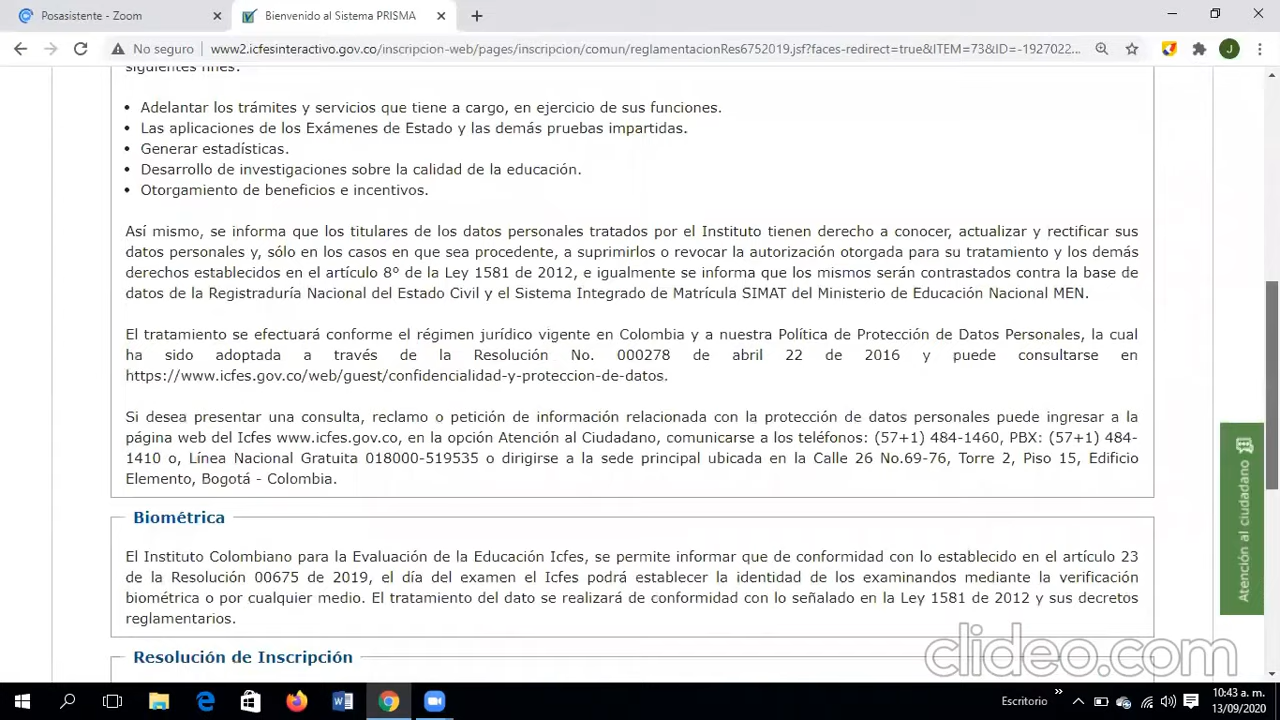 Posasistente - Zoom
Bienvenido al Sistema PRISMA
No seguro
www2.icfesinteractivo.gov.co/inscripcion-web/pages/inscripcion/comun/reglamentacionRes6752019.jsf?faces-redirect=true&ITEM=73&ID=-1927022...
J
siguientes fines:
• Adelantar los trámites y servicios que tiene a cargo, en ejercicio de sus funciones.
• Las aplicaciones de los Exámenes de Estado y las demás pruebas impartidas.
• Generar estadísticas.
• Desarrollo de investigaciones sobre la calidad de la educación.
• Otorgamiento de beneficios e incentivos.
Así mismo, se informa que los titulares de los datos personales tratados por el Instituto tienen derecho a conocer, actualizar y rectificar sus
datos personales y, sólo en los casos en que sea procedente, a suprimirlos o revocar la autorización otorgada para su tratamiento y los demás
derechos establecidos en el artículo 8° de la Ley 1581 de 2012, e igualmente se informa que los mismos serán contrastados contra la base de
datos de la Registraduría Nacional del Estado Civil y el Sistema Integrado de Matrícula SIMAT del Ministerio de Educación Nacional MEN.
El tratamiento se efectuará conforme el régimen jurídico vigente en Colombia y a nuestra Política de Protección de Datos Personales, la cual
ha sido adoptada a través de la Resolución No. 000278 de abril 22 de 2016 y puede consultarse en
https://www.icfes.gov.co/web/guest/confidencialidad-y-proteccion-de-datos.
Si desea presentar una consulta, reclamo o petición de información relacionada con la protección de datos personales puede ingresar a la
página web del Icfes www.icfes.gov.co, en la opción Atención al Ciudadano, comunicarse a los teléfonos: (57+1) 484-1460, PBX: (57+1) 484-
1410 o, Línea Nacional Gratuita 018000-519535 o dirigirse a la sede principal ubicada en la Calle 26 No.69-76, Torre 2, Piso 15, Edificio
Elemento, Bogotá - Colombia.
Atención al ciudadano
Biométrica
El Instituto Colombiano para la Evaluación de la Educación Icfes, se permite informar que de conformidad con lo establecido en el artículo 23
de la Resolución 00675 de 2019, el día del examen el Icfes podrá establecer la identidad de los examinandos mediante la verificación
biométrica o por cualquier medio. El tratamiento del dato se realizará de conformidad con lo señalado en la Ley 1581 de 2012 y sus decretos
reglamentarios.
Resolución de Inscripción
clideo.com
Escritorio
10:43 a. m.
13/09/2020